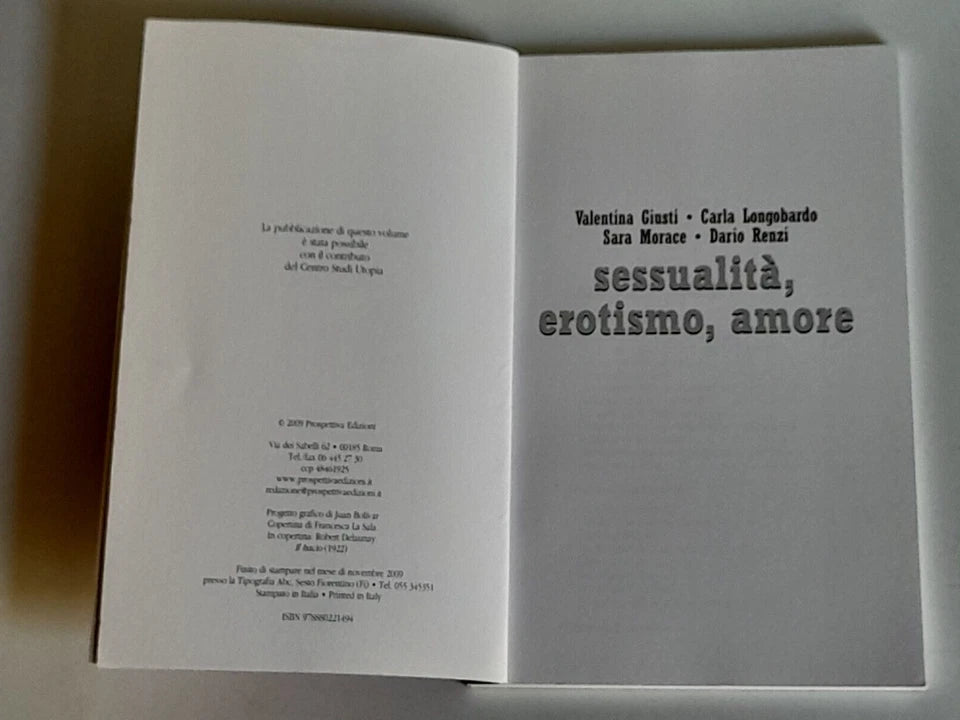 La pubblicazione di questo volume
è stata possibile
con il contributo
del Centro Studi Utopia
© 2009 Prospettiva Edizioni
Via dei Sabelli 62 • 00185 Roma
Tel./fax 06 445 27 30
ccp 48461925
www.prospettivaedizioni.it
redazione@prospettivaedizioni.it
Progetto grafico di Juan Bolivar
Copertina di Francesca La Sala
In copertina: Robert Delaunay
Il bacio (1922)
Finito di stampare nel mese di novembre 2009
presso la Tipografia Abc, Sesto Fiorentino (Fi) • Tel. 055 345351
Stampato in Italia • Printed in Italy
ISBN 9788880221494
Valentina Giusti • Carla Longobardo
Sara Morace • Dario Renzi
sessualità,
erotismo, amore